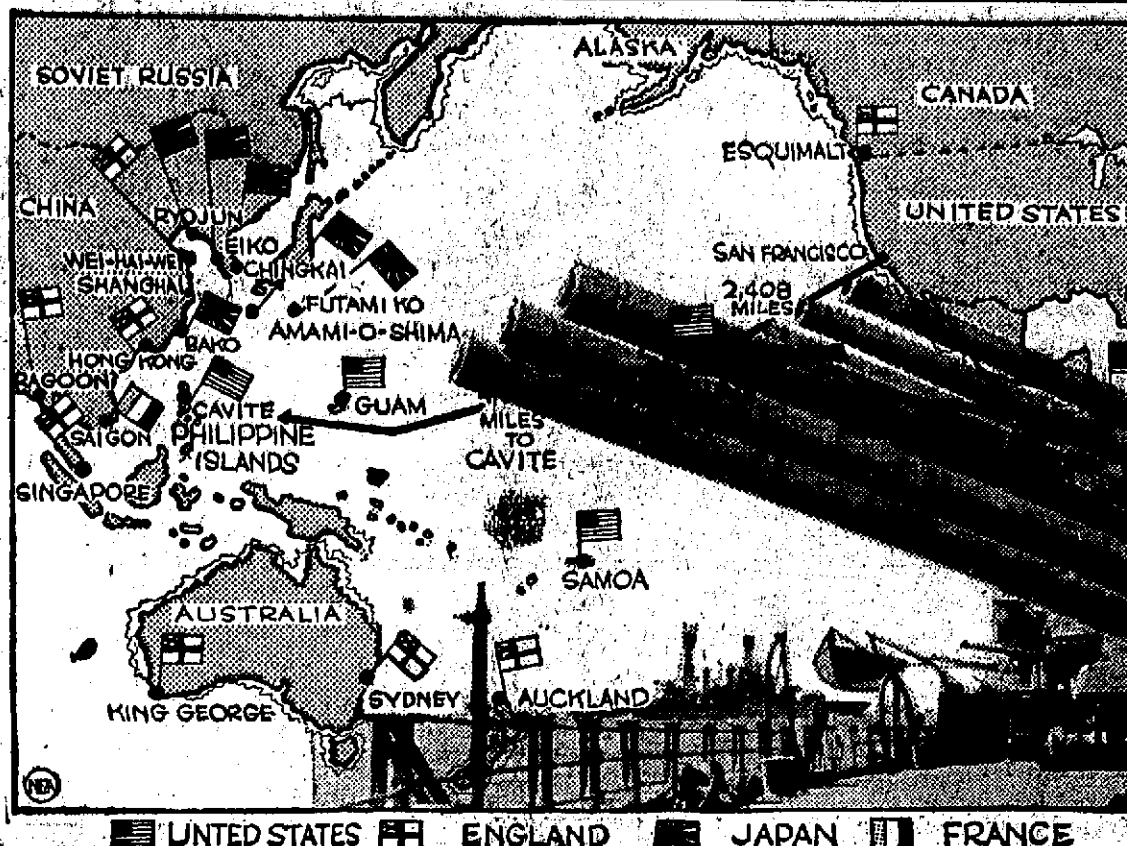 ALASKA
SOVIET RUSSIA
CANADA
ESQUIMALT
CHINA
RYOJUN
UNITED STATES
EIKO
WEI-HAI-WEI
CHINGKAI
SAN FRANCISCO
SHANGHAI
2,408
MILES
FUTAMI KO
AMAMI-O-SHIMA
BAKO
HONG KONG
RAGOON
GUAM
CAVITE
PHILIPPINE
ISLANDS
SAIGON
MILES
TO
CAVITE
SINGAPORE
SAMOA
AUSTRALIA
SYDNEY
AUCKLAND
KING GEORGE
NEA
UNTED STATES ENGLAND JAPAN FRANCE